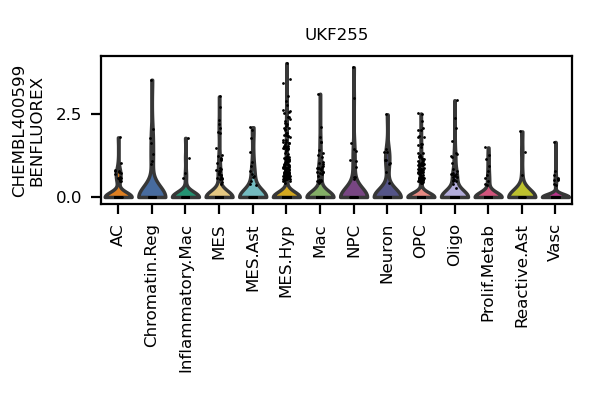 UKF255
CHEMBL400599
BENFLUOREX
2.5
0.0
AC
Chromatin.Reg
Inflammatory.Mac
MES
MES.Ast
MES.Hyp
Mac
NPC
Neuron
OPC
Oligo
Prolif.Metab
Reactive.Ast
Vasc